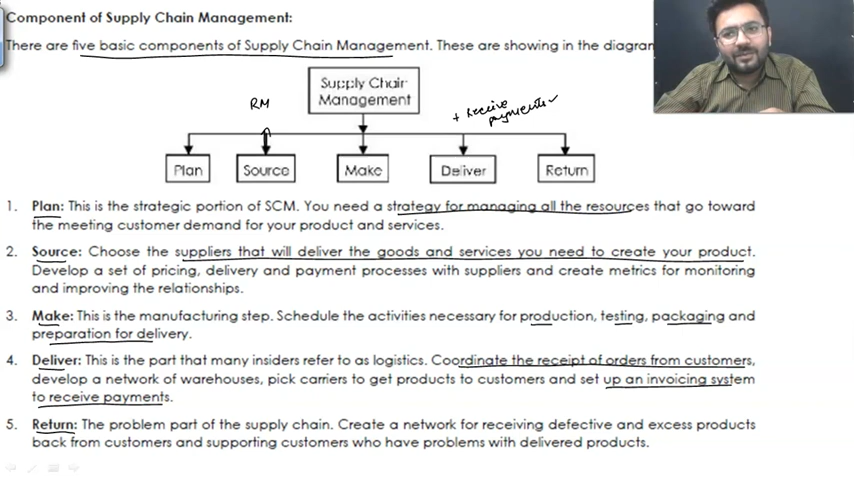 Component of Supply Chain Management:
There are five basic components of Supply Chain Management. These are showing in the diagram
RM
Supply Chain
Management
+ Receive
payments
Plan
Source
Make
Deliver
Return
1. Plan: This is the strategic portion of SCM. You need a strategy for managing all the resources that go toward
the meeting customer demand for your product and services.
2. Source: Choose the suppliers that will deliver the goods and services you need to create your product.
Develop a set of pricing, delivery and payment processes with suppliers and create metrics for monitoring
and improving the relationships.
3. Make: This is the manufacturing step. Schedule the activities necessary for production, testing, packaging and
preparation for delivery.
4. Deliver: This is the part that many insiders refer to as logistics. Coordinate the receipt of orders from customers,
develop a network of warehouses, pick carriers to get products to customers and set up an invoicing system
to receive payments.
5. Return: The problem part of the supply chain. Create a network for receiving defective and excess products
back from customers and supporting customers who have problems with delivered products.